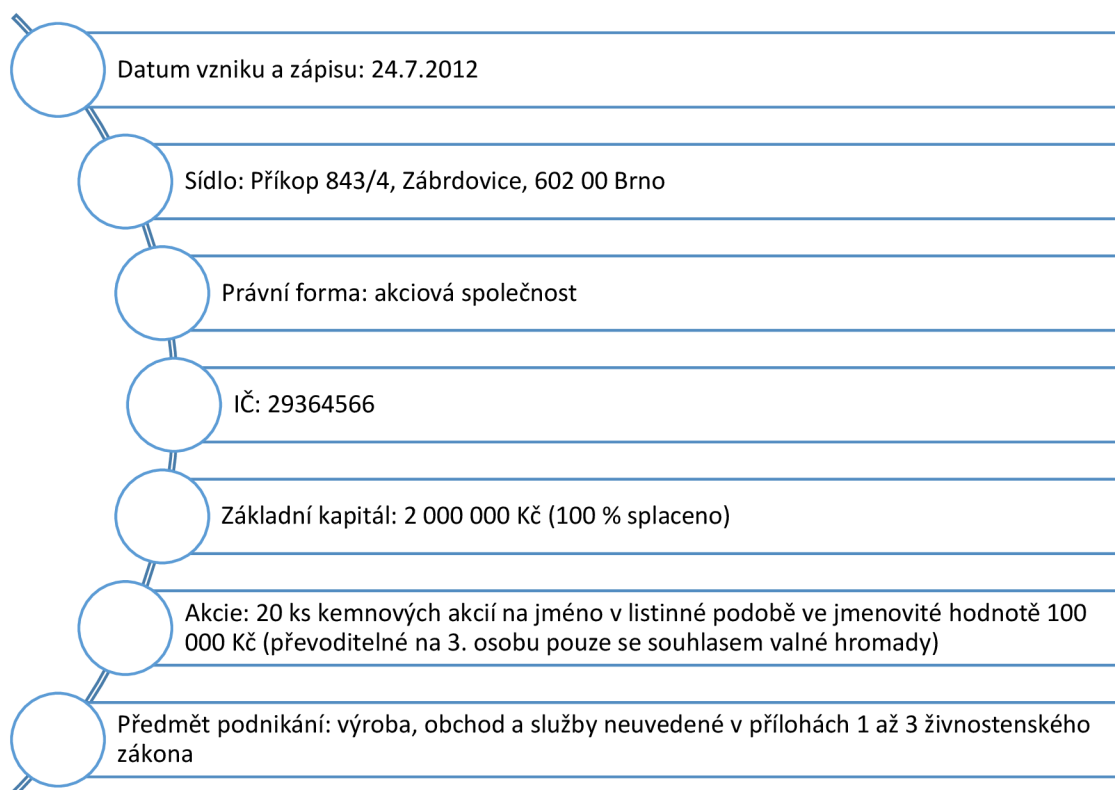 Datum vzniku a zápisu: 24.7.2012
Sídlo: Příkop 843/4, Zábrdovice, 602 00 Brno
Právní forma: akciová společnost
IČ: 29364566
Základní kapitál: 2 000 000 Kč (100 % splaceno)
Akcie: 20 ks kemnových akcií na jméno v listinné podobě ve jmenovité hodnotě 100
000 Kč (převoditelné na 3. osobu pouze se souhlasem valné hromady)
Předmět podnikání: výroba, obchod a služby neuvedené v přílohách 1 až 3 živnostenského
zákona